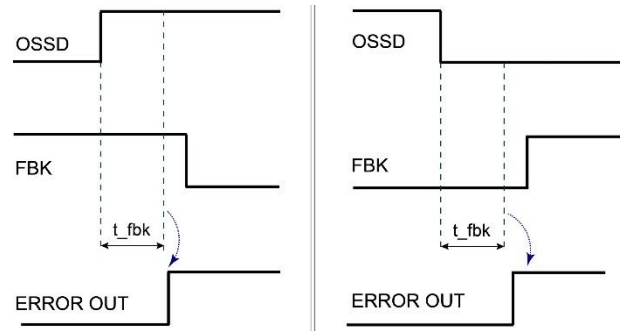 OSSD
FBK
t_fbk
ERROR OUT
OSSD
FBK
t_fbk
ERROR OUT